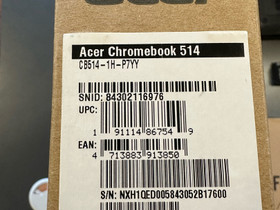 acer
Acer Chromebook 514
CB514-1H-P7YY
SNID: 84302116976
UPC:
1 91114 86754 9
EAN:
4 713883 913850
S/N: NXH1QED005843052B17600